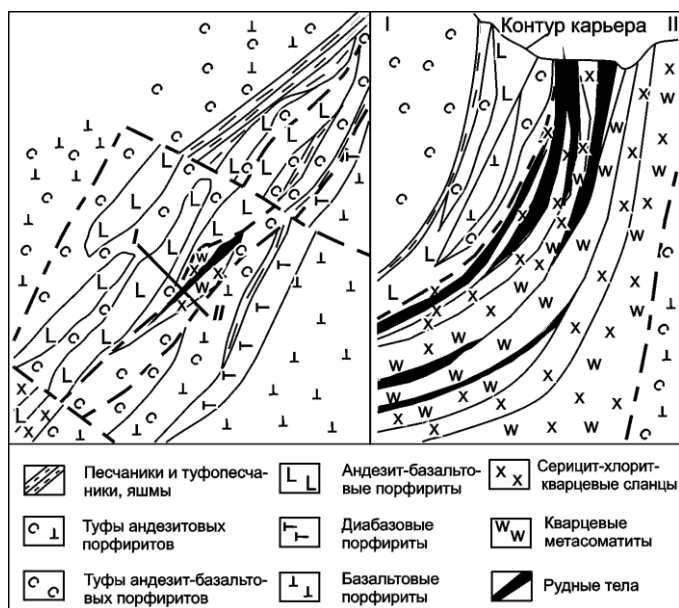 I Контур карьера II
I
II
Песчаники и туфопесча-
ники, яшмы
Андезит-базальто-
вые порфириты
Серицит-хлорит-
кварцевые сланцы
Туфы андезитовых
порфиритов
Диабазовые
порфириты
Кварцевые
метасоматиты
Туфы андезит-базальто-
вых порфиритов
Базальтовые
порфириты
Рудные тела